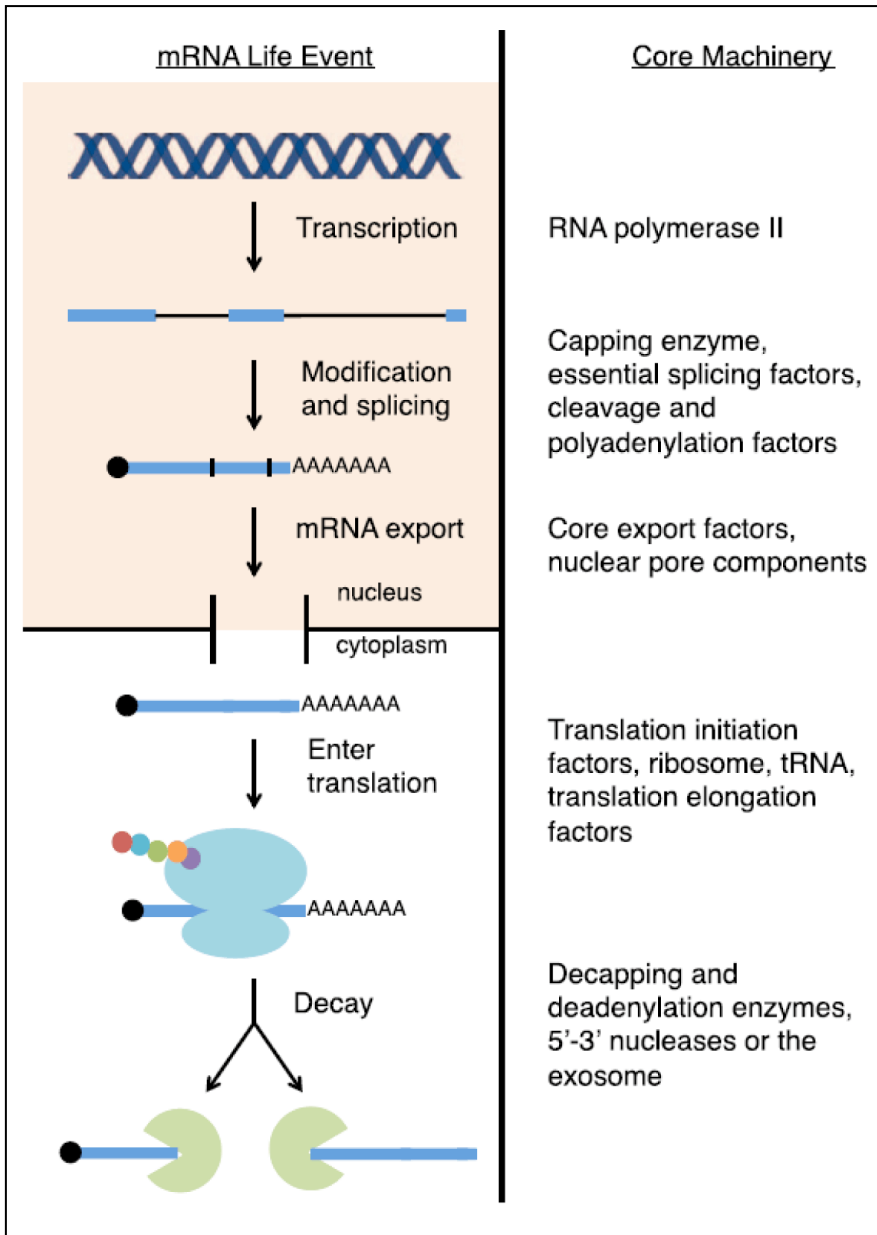 mRNA Life Event
Core Machinery
Transcription
RNA polymerase II
Modification
and splicing
Capping enzyme,
essential splicing factors,
cleavage and
polyadenylation factors
AAAAAAA
mRNA export
Core export factors,
nuclear pore components
nucleus
cytoplasm
AAAAAAA
Enter
translation
Translation initiation
factors, ribosome, tRNA,
translation elongation
factors
AAAAAAA
Decay
Decapping and
deadenylation enzymes,
5'-3' nucleases or the
exosome